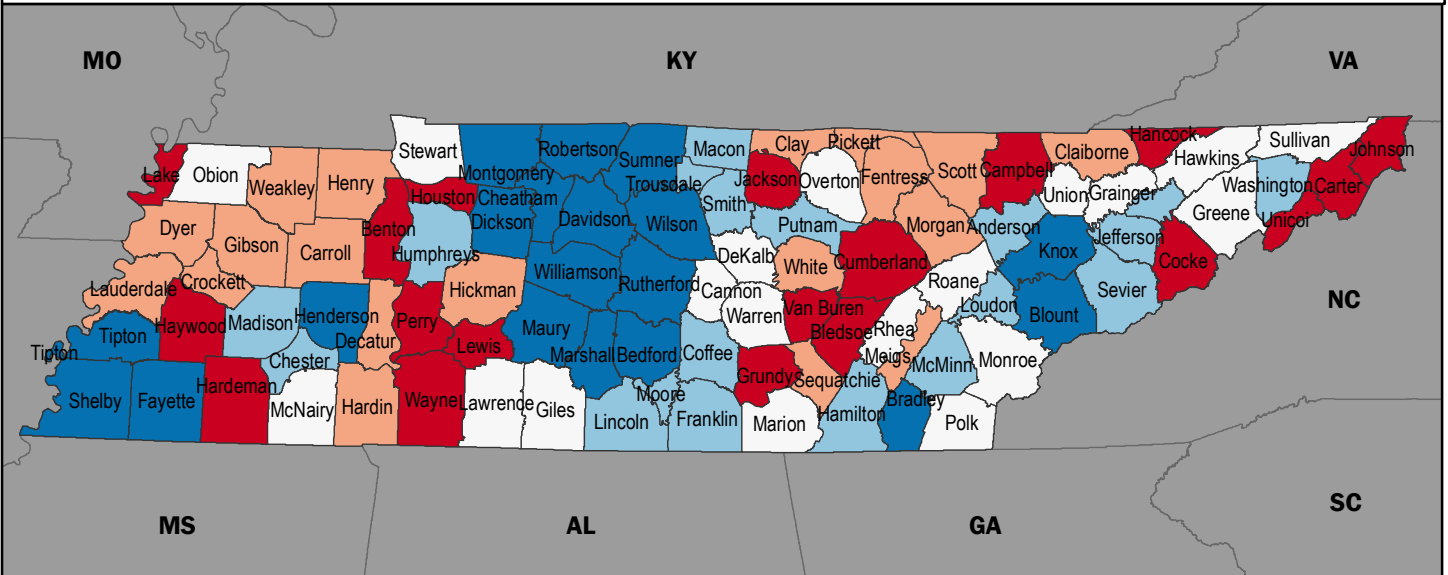 MO
KY
VA
Lake
Obion
Weakley
Henry
Stewart
Montgomery
Robertson
Sumner
Trousdale
Macon
Clay
Pickett
Jackson
Overton
Fentress
Scott
Campbell
Claiborne
Hancock
Hawkins
Sullivan
Johnson
Carter
Washington
Unicoi
Greene
Union
Grainger
Houston
Cheatham
Dickson
Davidson
Wilson
Smith
Putnam
Morgan
Anderson
Knox
Jefferson
Cocke
Dyer
Gibson
Carroll
Benton
Humphreys
Williamson
Rutherford
DeKalb
White
Cumberland
Roane
Loudon
Blount
Sevier
NC
Lauderdale
Crockett
Haywood
Madison
Henderson
Decatur
Perry
Hickman
Lewis
Maury
Marshall
Bedford
Cannon
Warren
Coffee
Van Buren
Bledsoe
Rhea
Meigs
McMinn
Monroe
Tipton
Tipton
Shelby
Fayette
Hardeman
Chester
McNairy
Hardin
Wayne
Lawrence
Giles
Lincoln
Moore
Franklin
Grundy
Sequatchie
Marion
Hamilton
Bradley
Polk
MS
AL
GA
SC